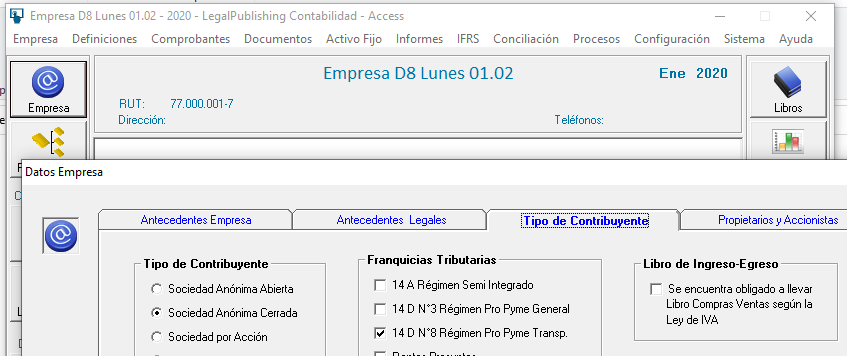 Empresa D8 Lunes 01.02 - 2020 - LegalPublishing Contabilidad - Access
Empresa Definiciones Comprobantes Documentos Activo Fijo Informes IFRS Conciliación Procesos Configuración Sistema Ayuda
Empresa D8 Lunes 01.02
Ene 2020
Empresa
RUT: 77.000.001-7
Dirección:
Teléfonos:
Libros
Datos Empresa
Antecedentes Empresa
Antecedentes Legales
Tipo de Contribuyente
Propietarios y Accionistas
Tipo de Contribuyente
Sociedad Anónima Abierta
Sociedad Anónima Cerrada
Sociedad por Acción
Franquicias Tributarias
14 A Régimen Semi Integrado
14 D N°3 Régimen Pro Pyme General
14 D N°8 Régimen Pro Pyme Transp.
Libro de Ingreso-Egreso
Se encuentra obligado a llevar
Libro Compras Ventas según la
Ley de IVA